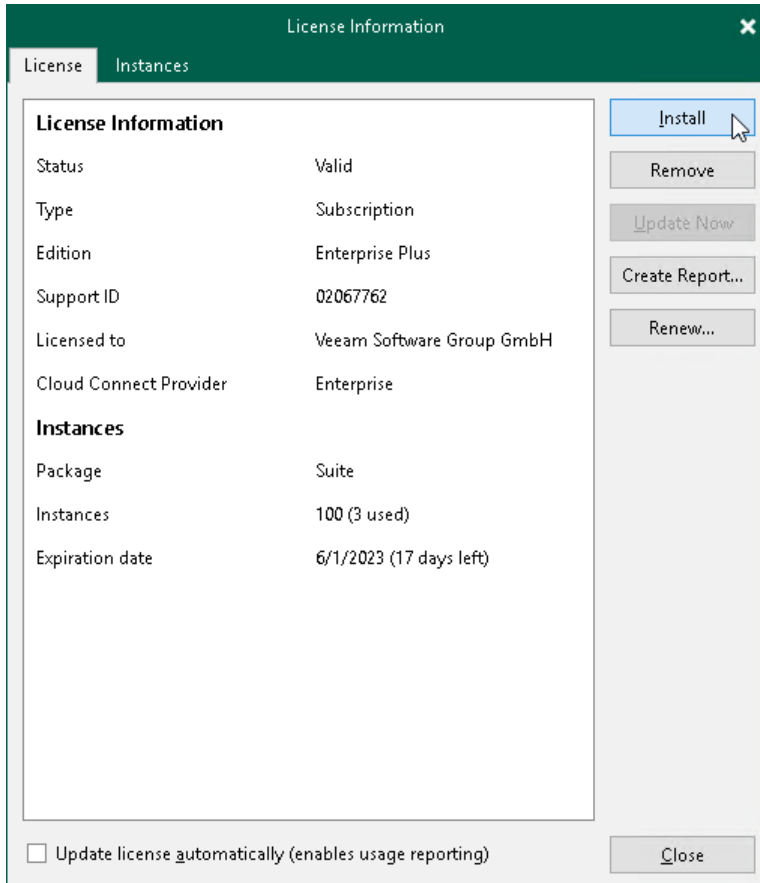 License Information
License Instances
License Information
Status Valid
Type Subscription
Edition Enterprise Plus
Support ID 02067762
Licensed to Veeam Software Group GmbH
Cloud Connect Provider Enterprise
Instances
Package Suite
Instances 100 (3 used)
Expiration date 6/1/2023 (17 days left)
Install
Remove
Update Now
Create Report...
Renew...
Update license automatically (enables usage reporting)
Close